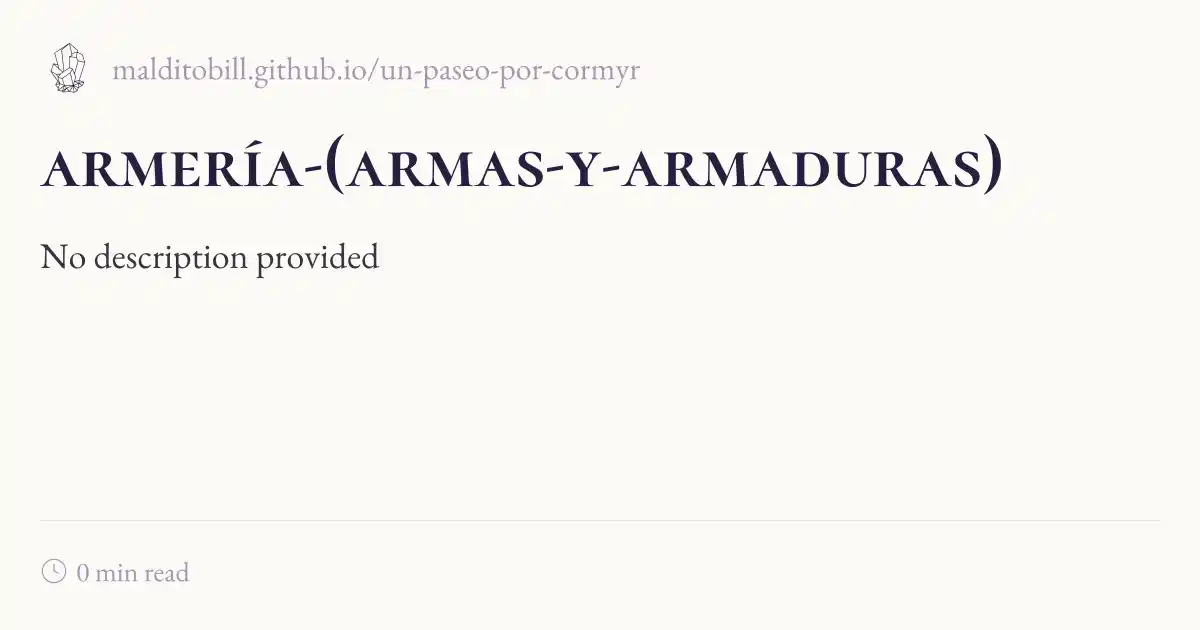 malditobill.github.io/un-paseo-por-cormyr
ARMERÍA-(ARMAS-Y-ARMADURAS)
No description provided
0 min read